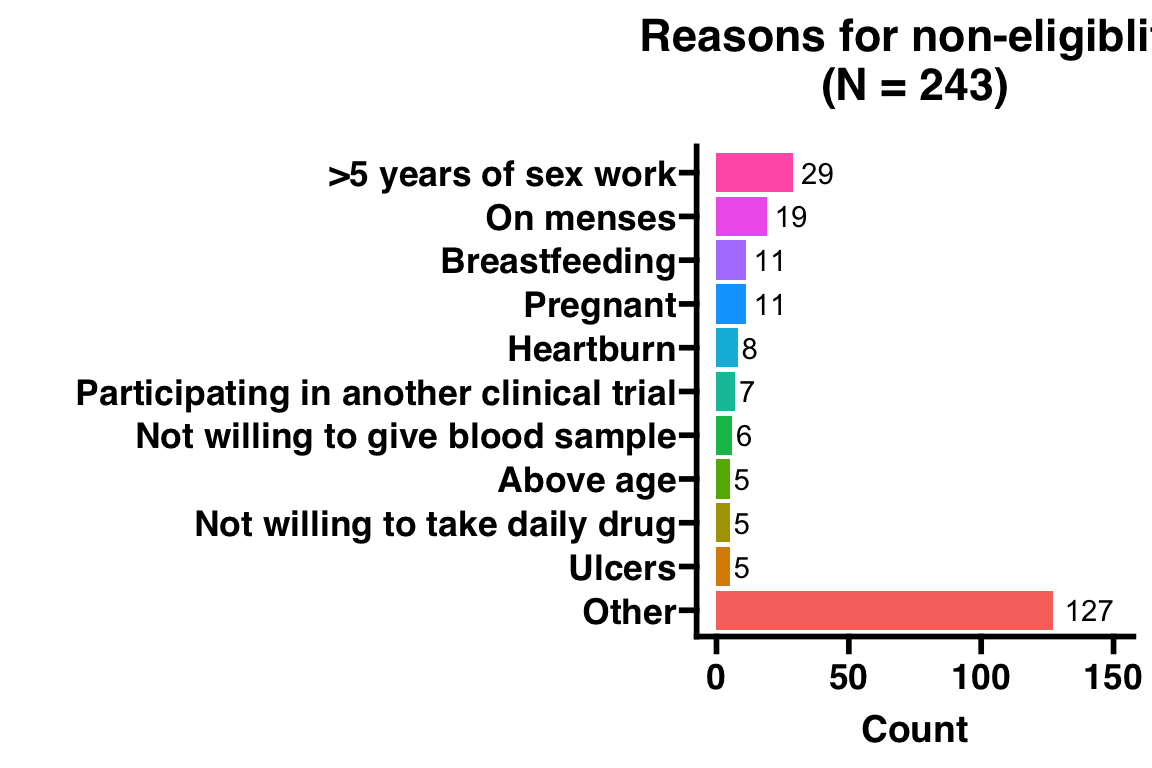 Reasons for non-eligiblit
(N = 243)
>5 years of sex work 29
On menses 19
Breastfeeding 11
Pregnant 11
Heartburn 8
Participating in another clinical trial 7
Not willing to give blood sample 6
Above age 5
Not willing to take daily drug 5
Ulcers 5
Other 127
0 50 100 150
Count